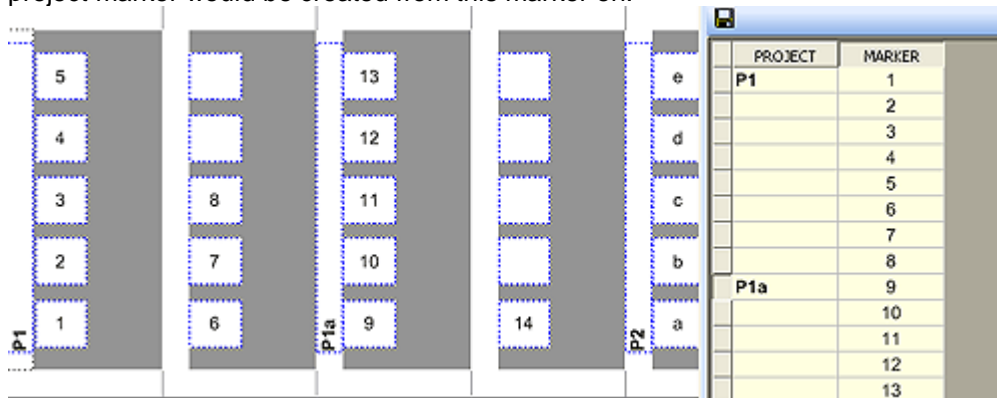 project marker would be created from this marker on.
5 13 e
4 12 d
3 8 11 c
2 7 10 b
P1 1 6 P1a 9 14 P2 a
PROJECT MARKER
P1 1
2
3
4
5
6
7
8
P1a 9
10
11
12
13